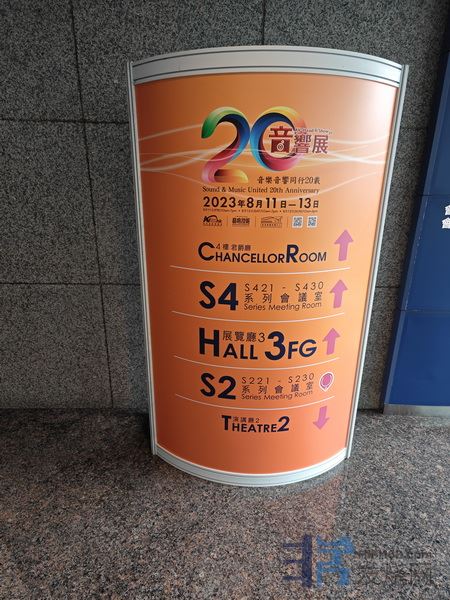 20 音響展
音樂音響同行20載
Sound & Music United 20th Anniversary
2023年8月11日—13日
4樓 君爵廳
CHANCELLOR ROOM
S4 S421 - S430
系列會議室
Series Meeting Room
展覽廳3
HALL 3FG
S2 S221 - S230
系列會議室
Series Meeting Room
演講廳2
THEATRE 2